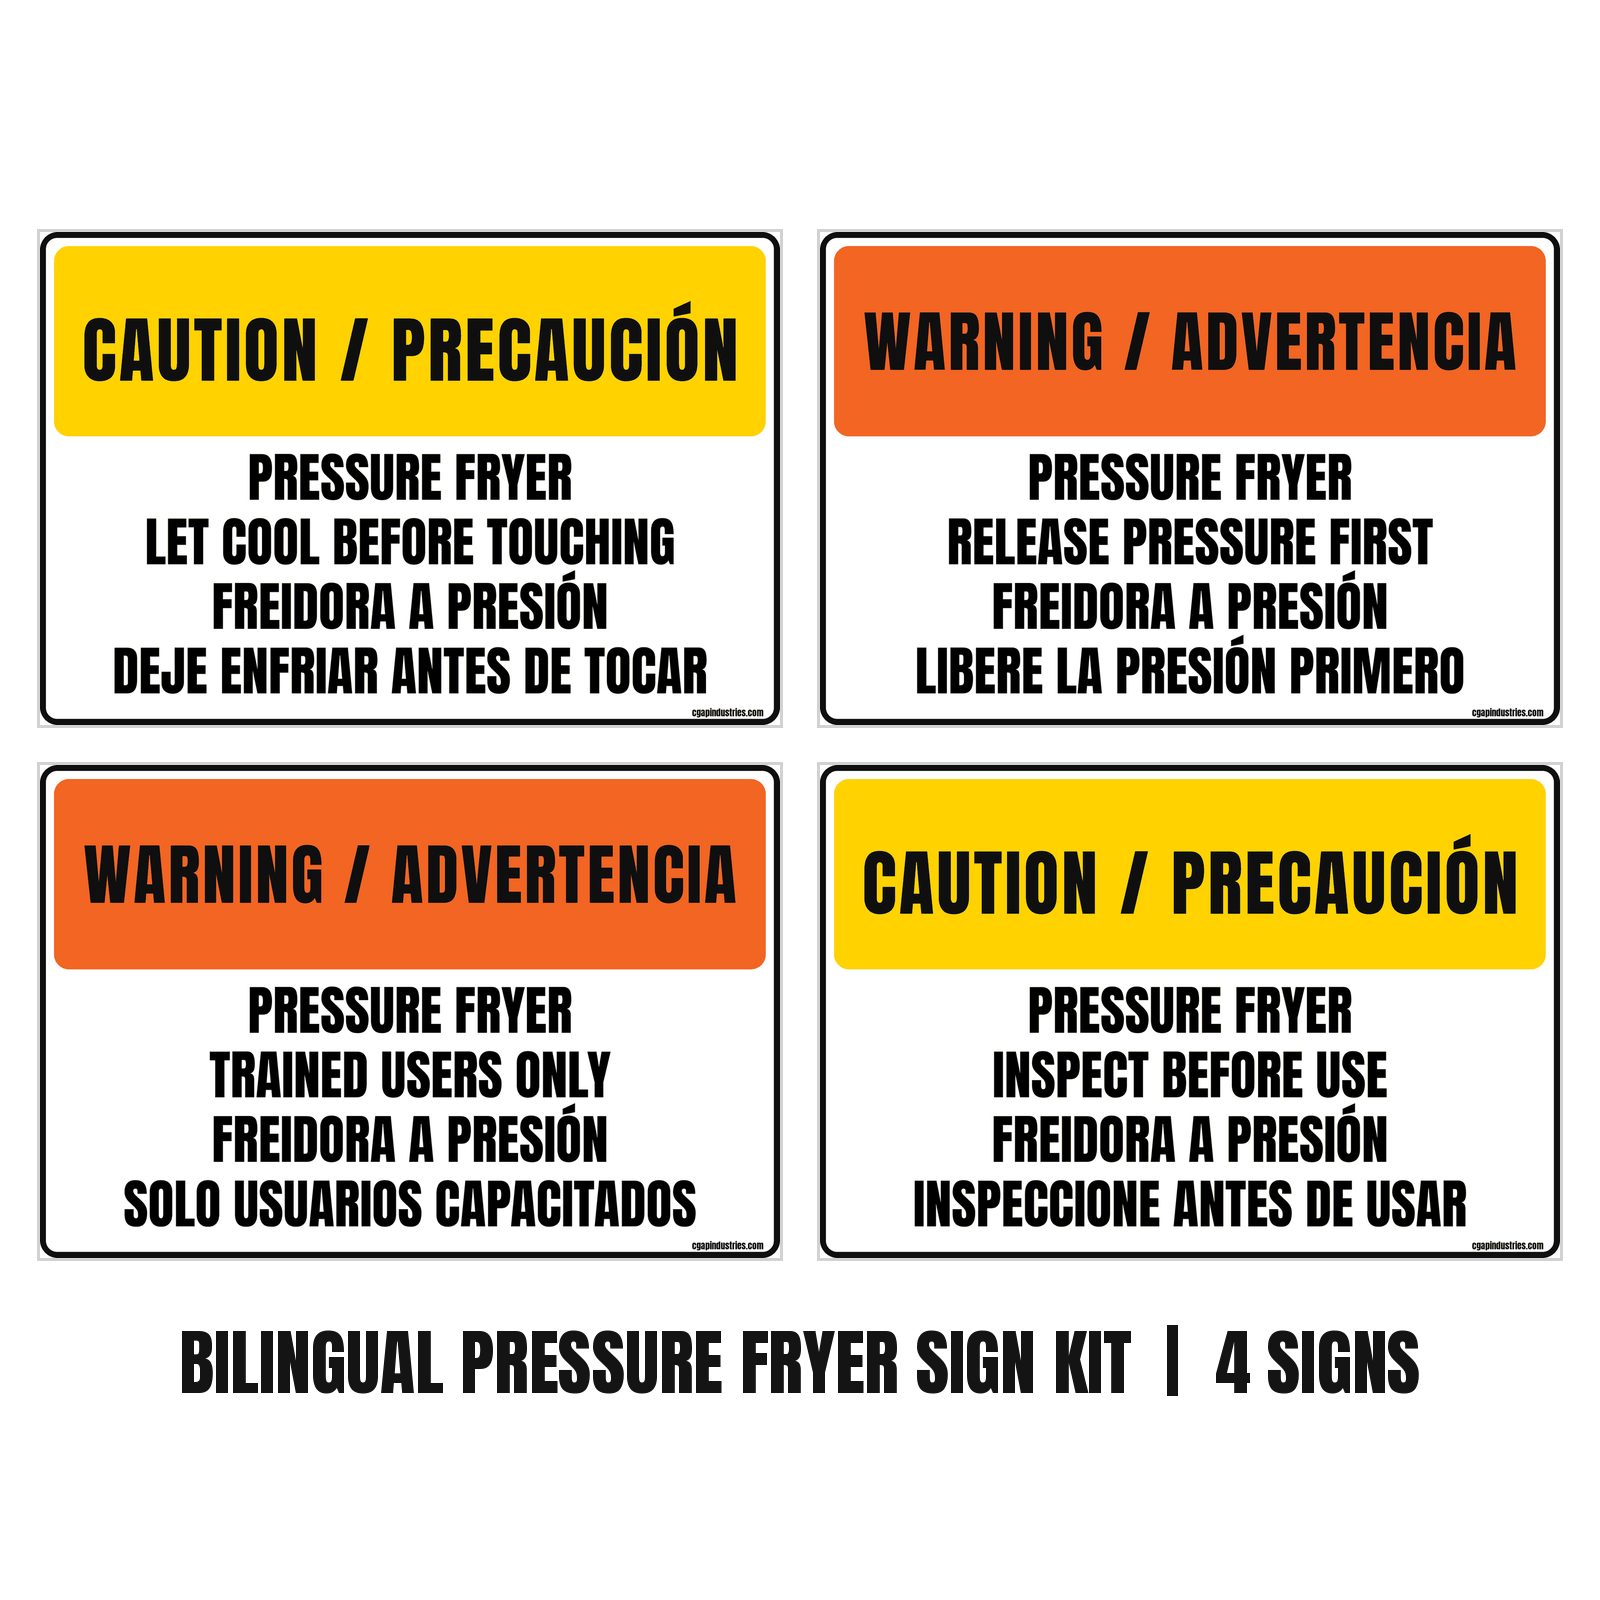 CAUTION / PRECAUCIÓN
PRESSURE FRYER
LET COOL BEFORE TOUCHING
FREIDORA A PRESIÓN
DEJE ENFRIAR ANTES DE TOCAR
cgapindustries.com
WARNING / ADVERTENCIA
PRESSURE FRYER
RELEASE PRESSURE FIRST
FREIDORA A PRESIÓN
LIBERE LA PRESIÓN PRIMERO
cgapindustries.com
WARNING / ADVERTENCIA
PRESSURE FRYER
TRAINED USERS ONLY
FREIDORA A PRESIÓN
SOLO USUARIOS CAPACITADOS
cgapindustries.com
CAUTION / PRECAUCIÓN
PRESSURE FRYER
INSPECT BEFORE USE
FREIDORA A PRESIÓN
INSPECCIONE ANTES DE USAR
cgapindustries.com
BILINGUAL PRESSURE FRYER SIGN KIT | 4 SIGNS